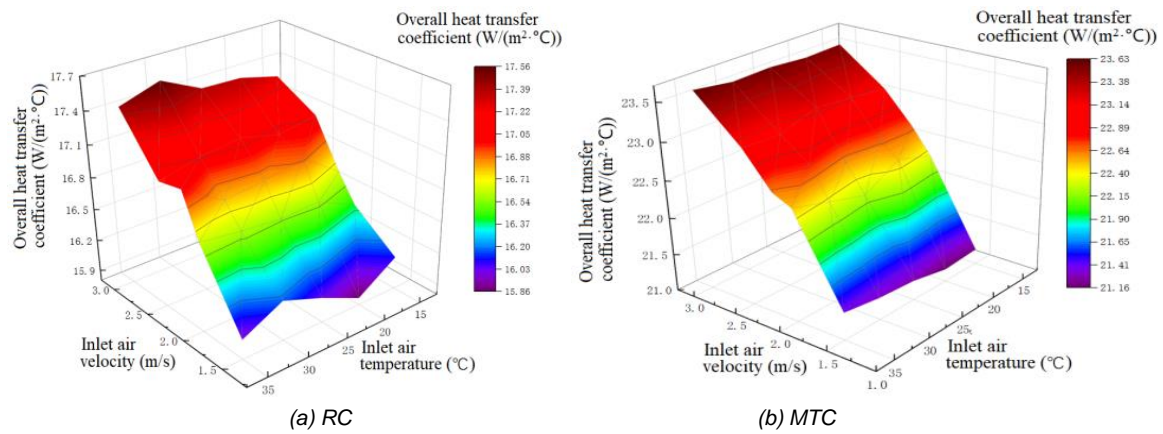 Overall heat transfer
coefficient (W/(m²·℃))
17.7
17.4
17.1
16.8
16.5
16.2
15.9
Overall heat transfer
coefficient (W/(m²·℃))
3.0
2.5
2.0
1.5
Inlet air
velocity (m/s)
15
20
25
30
35
Inlet air
temperature (℃)
17.56
17.39
17.22
17.05
16.88
16.71
16.54
16.37
16.20
16.03
15.86
(a) RC
Overall heat transfer
coefficient (W/(m²·℃))
23.5
23.0
22.5
22.0
21.5
21.0
Overall heat transfer
coefficient (W/(m²·℃))
3.0
2.5
2.0
1.0
Inlet air
velocity (m/s)
15
20
25
30
35
Inlet air
temperature (℃)
23.63
23.38
23.14
22.89
22.64
22.40
22.15
21.90
21.65
21.41
21.16
(b) MTC